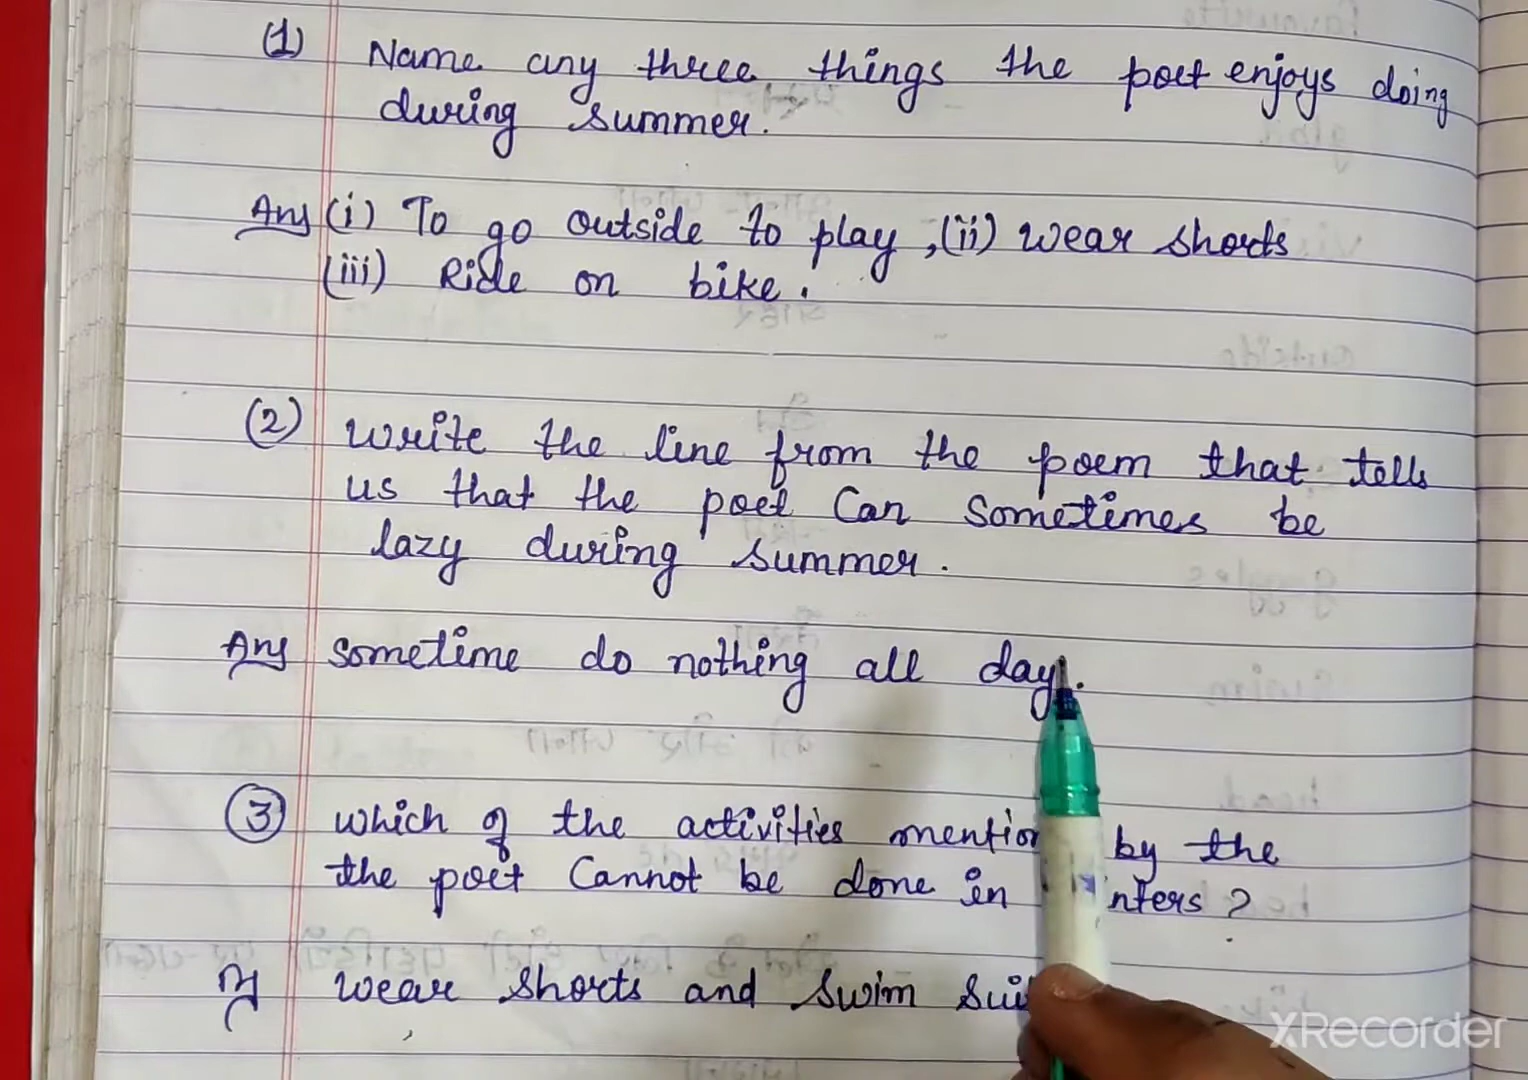 (1) Name any three things the poet enjoys doing
during summer.
Ans (i) To go outside to play, (ii) wear shorts
(iii) Ride on bike.
(2) write the line from the poem that tells
us that the poet Can Sometimes be
lazy during summer.
Ans sometime do nothing all day.
(3) which of the activities by the
the poet Cannot be done in
wear shorts and swim
XRecorder